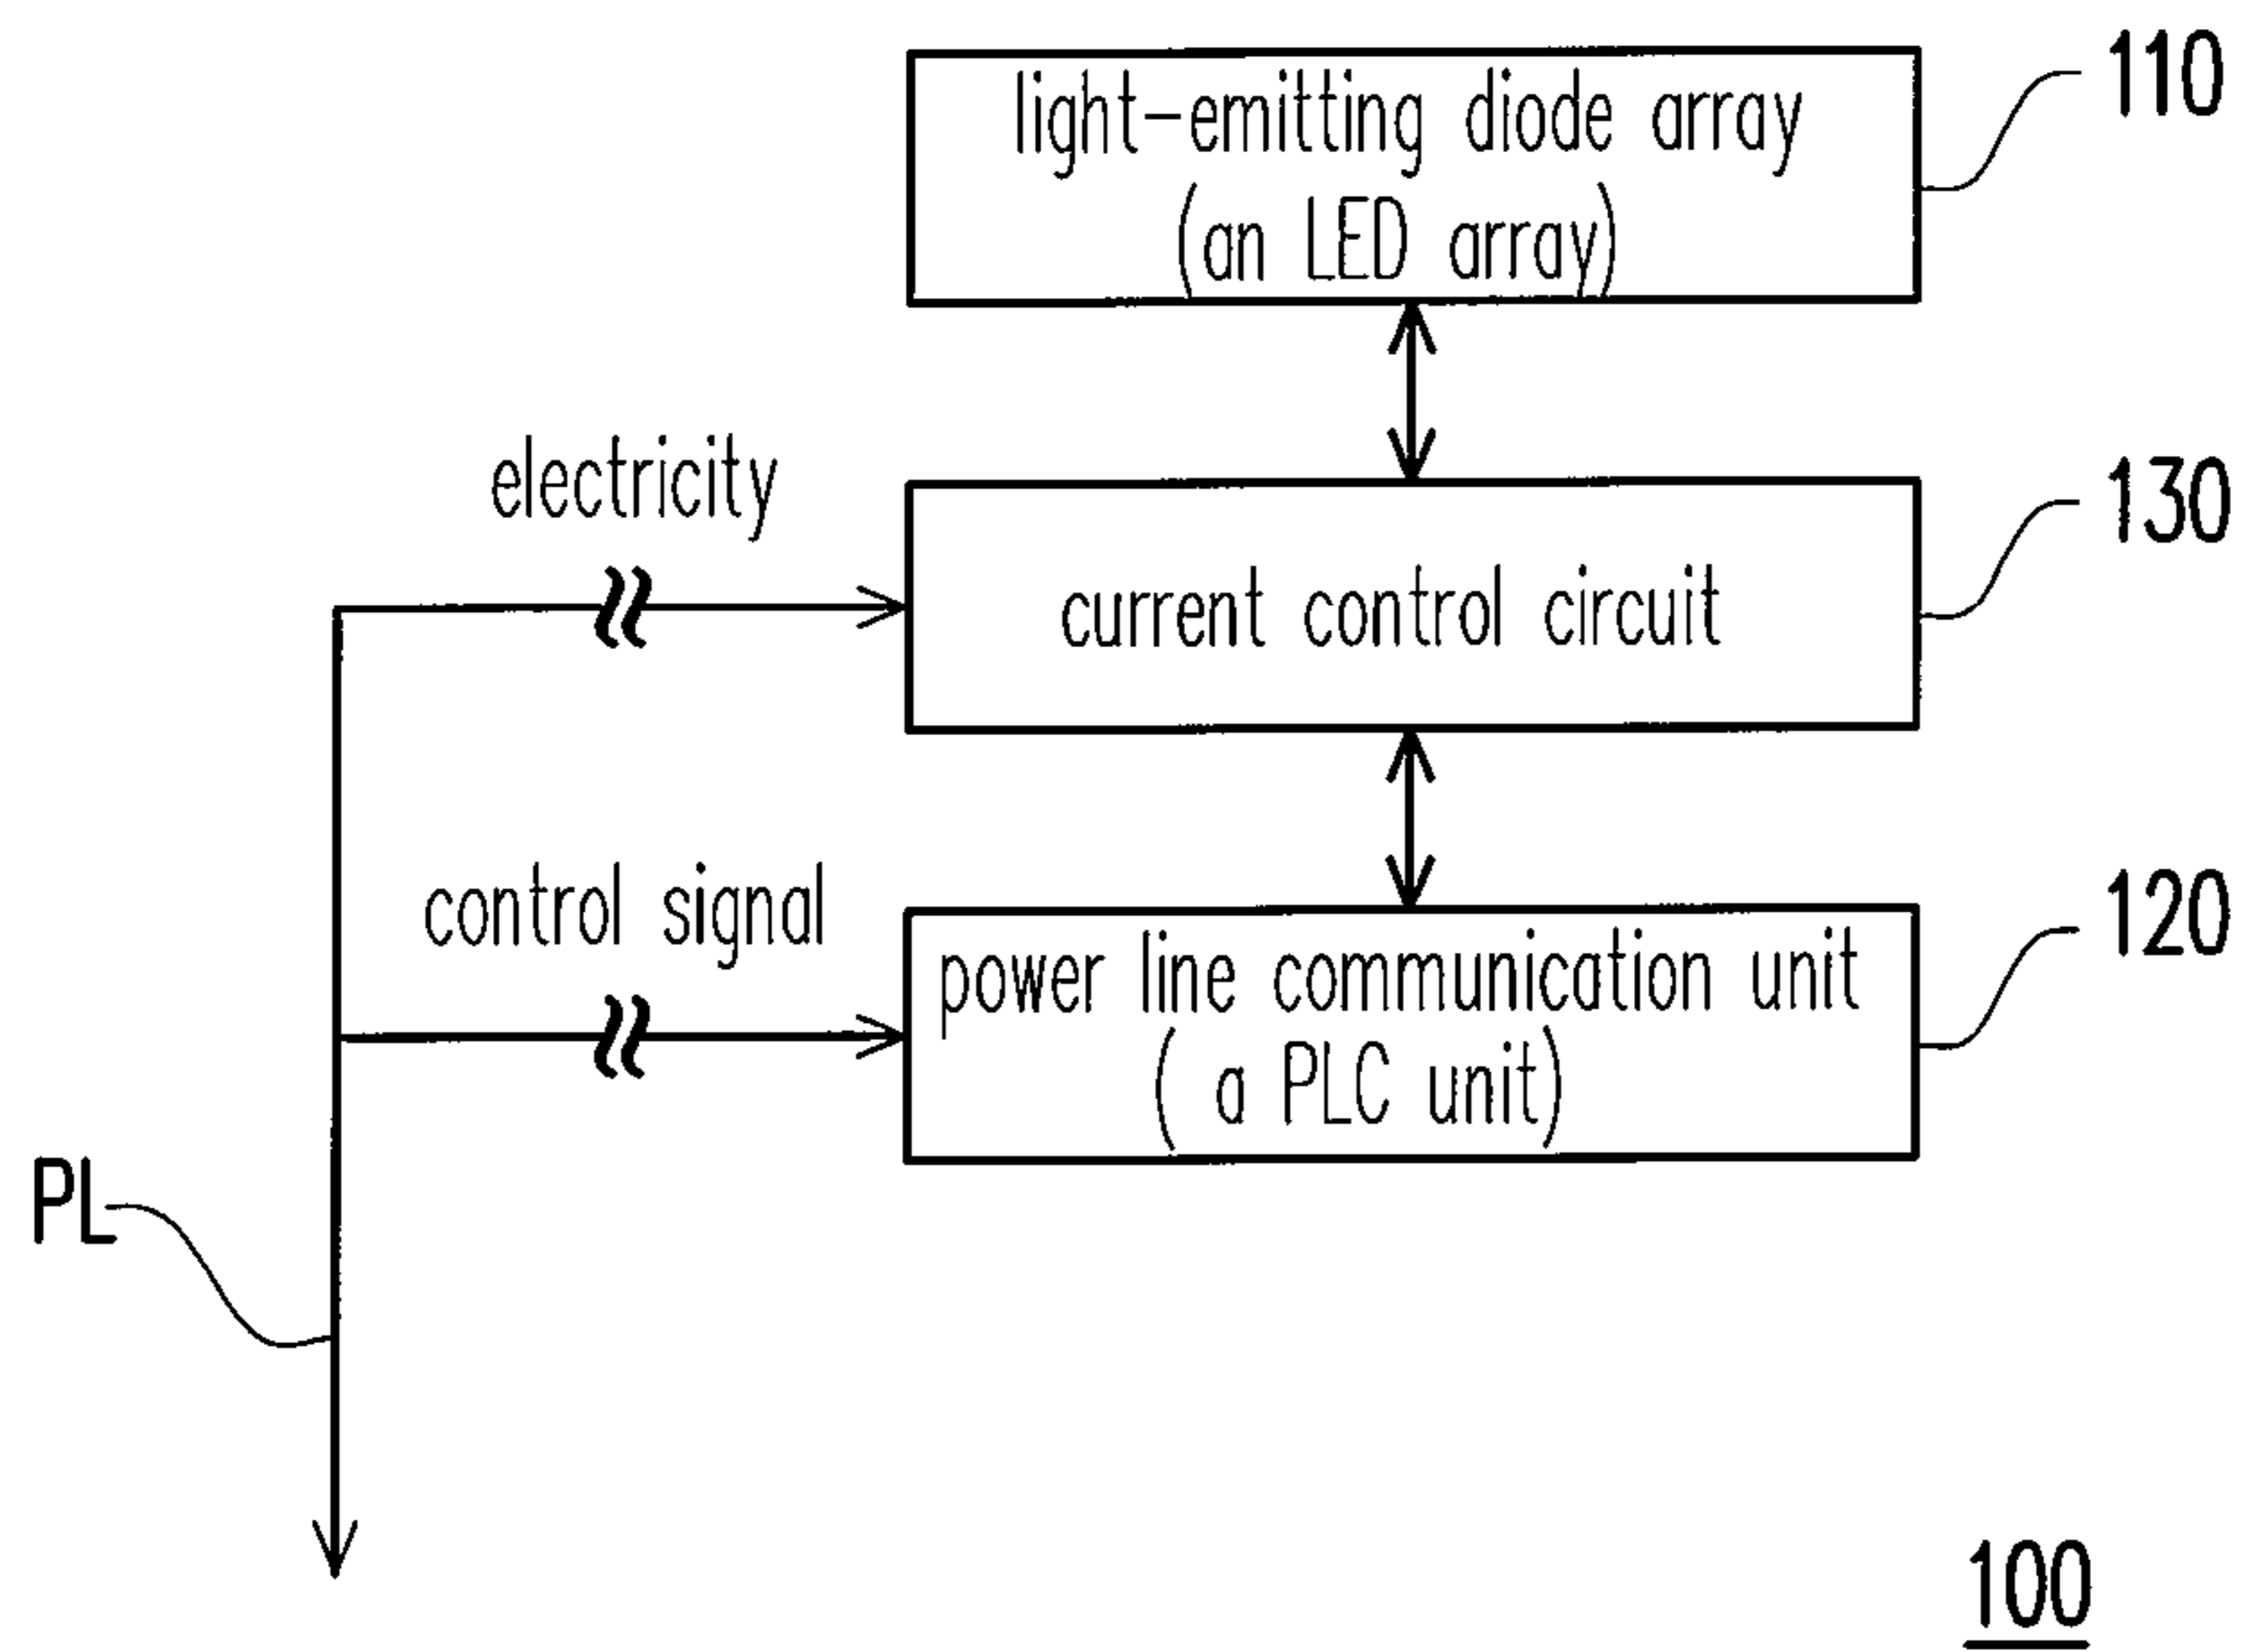 light-emitting diode array
(an LED array)
110
electricity
current control circuit
130
control signal
power line communication unit
( a PLC unit)
120
PL
100